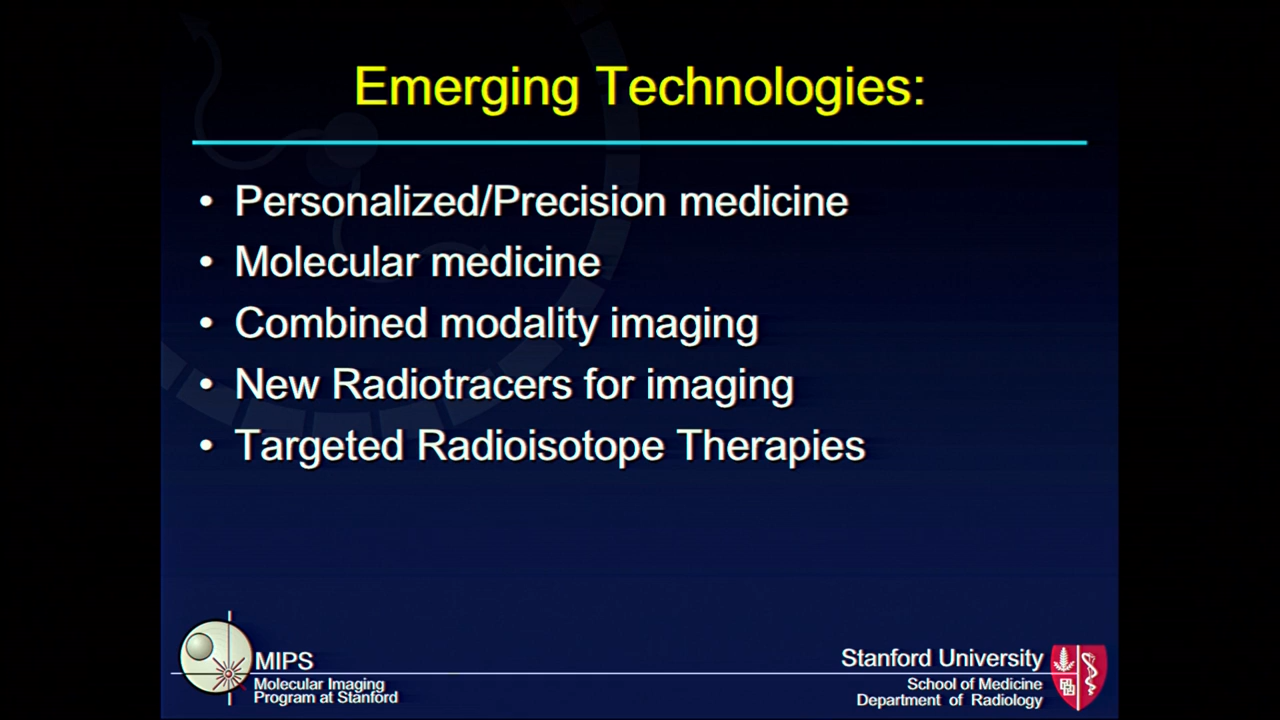 Emerging Technologies:
• Personalized/Precision medicine
• Molecular medicine
• Combined modality imaging
• New Radiotracers for imaging
• Targeted Radioisotope Therapies
MIPS
Molecular Imaging
Program at Stanford
Stanford University
School of Medicine
Department of Radiology